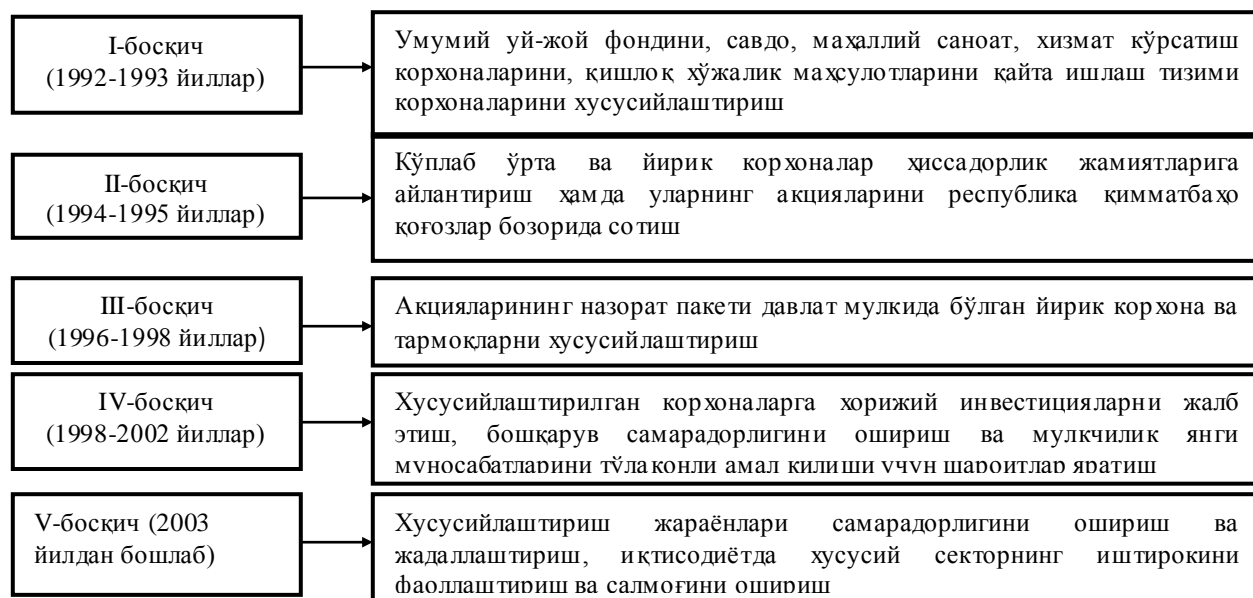 I-босқич
(1992-1993 йиллар)
Умумий уй-жой фондини, савдо, маҳаллий саноат, хизмат кўрсатиш
корхоналарини, қишлоқ хўжалик маҳсулотларини қайта ишлаш тизими
корхоналарини хусусийлаштириш
II-босқич
(1994-1995 йиллар)
Кўплаб ўрта ва йирик корхоналар ҳиссадорлик жамиятларига
айлантириш ҳамда уларнинг акцияларини республика қимматбаҳо
қоғозлар бозорида сотиш
III-босқич
(1996-1998 йиллар)
Акцияларининг назорат пакети давлат мулкида бўлган йирик корхона ва
тармоқларни хусусийлаштириш
IV-босқич
(1998-2002 йиллар)
Хусусийлаштирилган корхоналарга хорижий инвестицияларни жалб
этиш, бошқарув самарадорлигини ошириш ва мулкчилик янги
муносабатларини тўлаконли амал килиши учун шароитлар яратиш
V-босқич (2003
йилдан бошлаб)
Хусусийлаштириш жараёнлари самарадорлигини ошириш ва
жадаллаштириш, иқтисодиётда хусусий секторнинг иштирокини
фаоллаштириш ва салмоғини ошириш